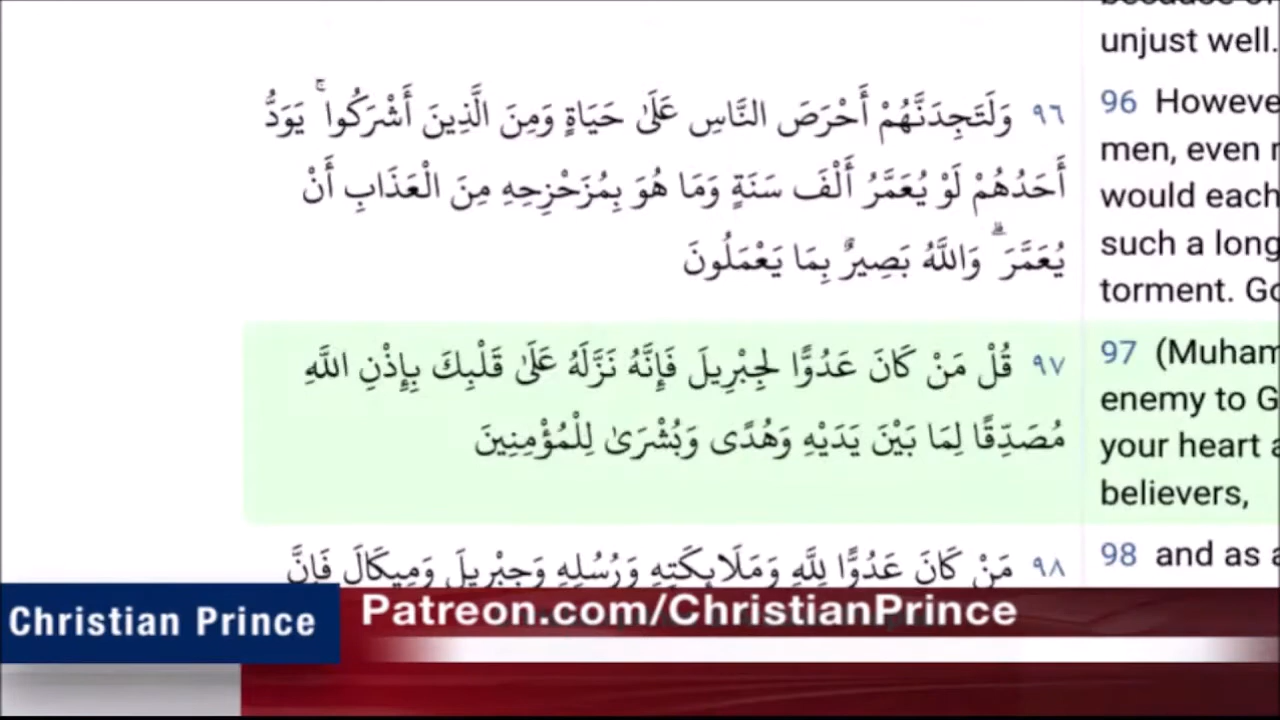 unjust well.
٩٦ وَلَتَجِدَنَّهُمْ أَحْرَصَ النَّاسِ عَلَىٰ حَيَاةٍ وَمِنَ الَّذِينَ أَشْرَكُوا ۚ يَوَدُّ
أَحَدُهُمْ لَوْ يُعَمَّرُ أَلْفَ سَنَةٍ وَمَا هُوَ بِمُزَحْزِحِهِ مِنَ الْعَذَابِ أَنْ
يُعَمَّرَ ۗ وَاللَّهُ بَصِيرٌ بِمَا يَعْمَلُونَ
96 Howeve
men, even
would each
such a long
torment. Go
٩٧ قُلْ مَنْ كَانَ عَدُوًّا لِجِبْرِيلَ فَإِنَّهُ نَزَّلَهُ عَلَىٰ قَلْبِكَ بِإِذْنِ اللَّهِ
مُصَدِّقًا لِمَا بَيْنَ يَدَيْهِ وَهُدًى وَبُشْرَىٰ لِلْمُؤْمِنِينَ
97 (Muham
enemy to G
your heart a
believers,
٩٨ مَنْ كَانَ عَدُوًّا لِلَّهِ وَمَلَائِكَتِهِ وَرُسُلِهِ وَجِبْرِيلَ وَمِيكَالَ فَإِنَّ
98 and as a
Christian Prince
Patreon.com/ChristianPrince